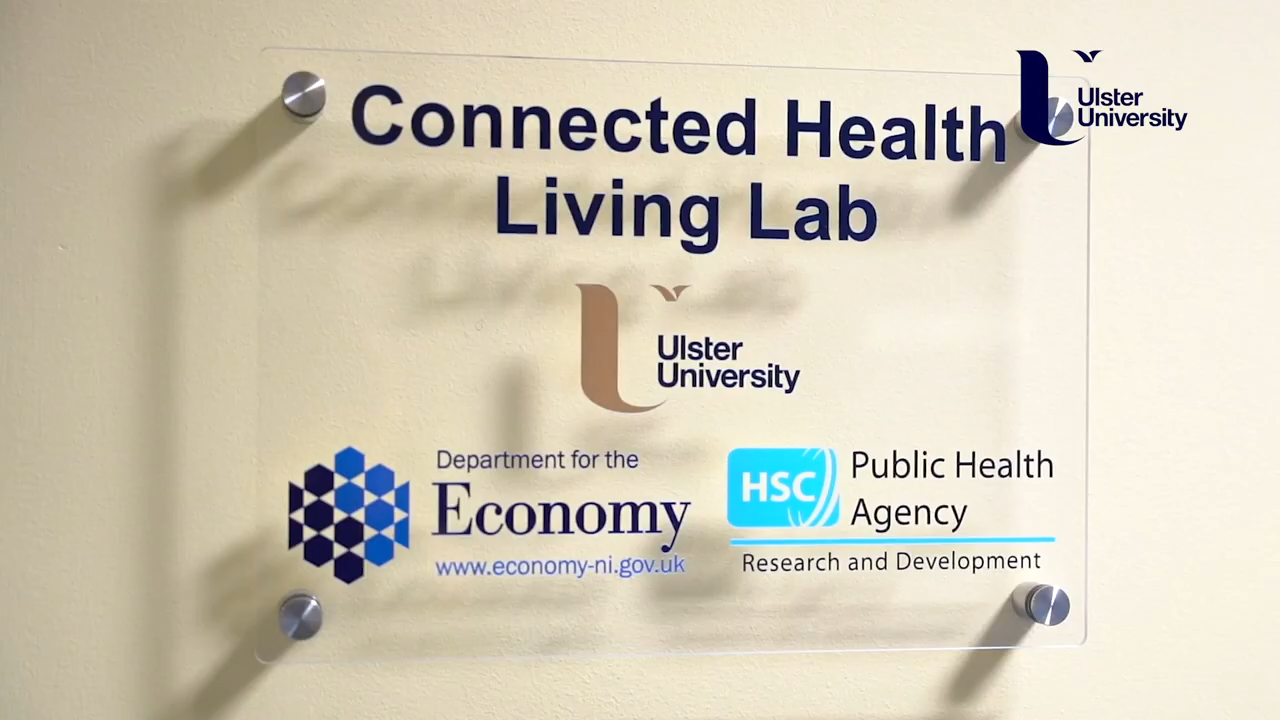 Connected Health
Living Lab
Ulster
University
Ulster
University
Department for the
Economy
www.economy-ni.gov.uk
HSC
Public Health
Agency
Research and Development